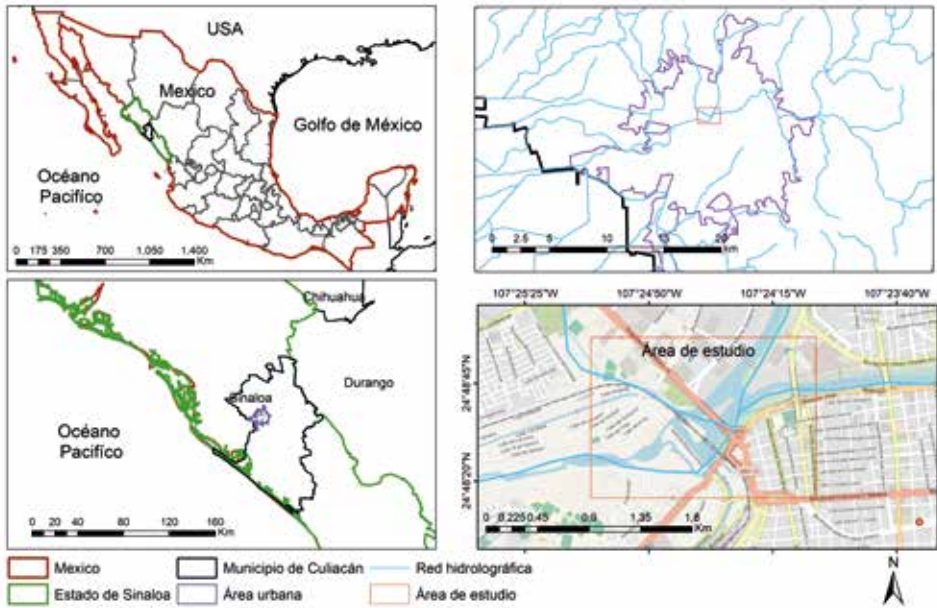 USA
Mexico
Golfo de México
Océano
Pacifíco
0 175 350 700 1,050 1,400
Km
0 2.5 5 10 15 20
Km
Chihuahua
Durango
Sinaloa
Océano
Pacifíco
0 20 40 80 120 160
Km
107°25'25"W 107°24'50"W 107°24'15"W 107°23'40"W
24°48'45"N
24°48'20"N
Área de estudio
0 0.225 0.45 0.9 1.35 1.8
Km
Mexico
Municipio de Culiacán
Red hidrolográfica
Estado de Sinaloa
Área urbana
Área de estudio
N